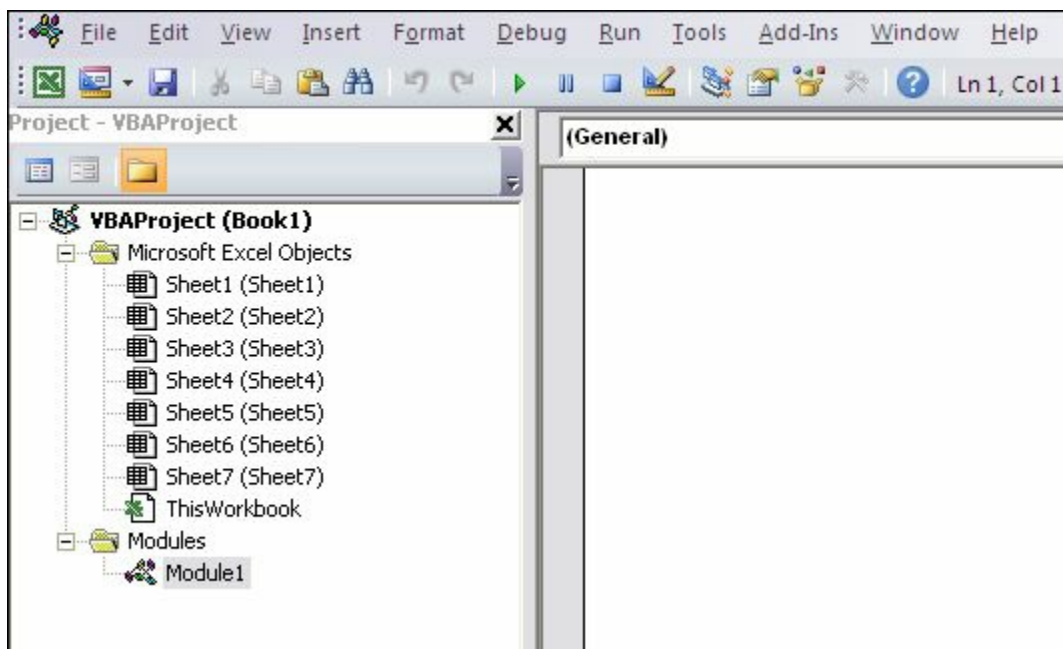 File Edit View Insert Format Debug Run Tools Add-Ins Window Help
Ln 1, Col 1
Project - VBAProject
(General)
VBAProject (Book1)
Microsoft Excel Objects
Sheet1 (Sheet1)
Sheet2 (Sheet2)
Sheet3 (Sheet3)
Sheet4 (Sheet4)
Sheet5 (Sheet5)
Sheet6 (Sheet6)
Sheet7 (Sheet7)
ThisWorkbook
Modules
Module1